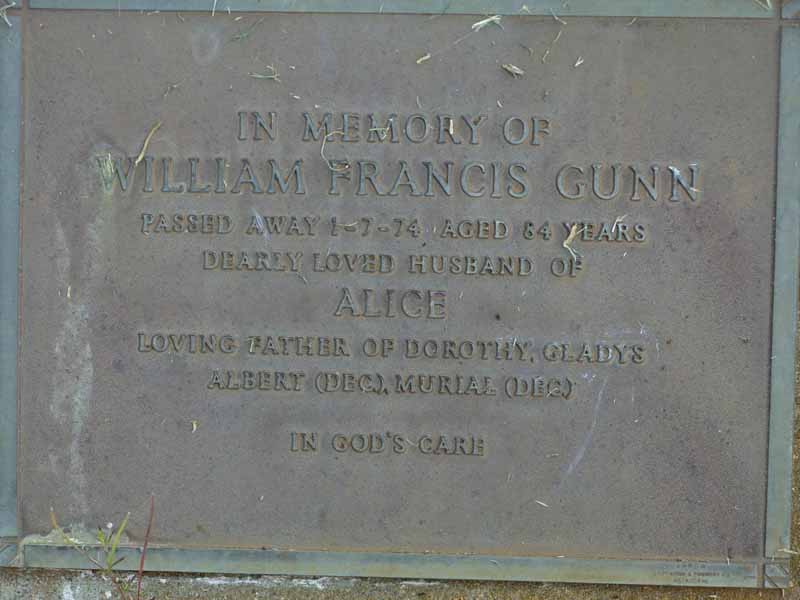 IN MEMORY OF
WILLIAM FRANCIS GUNN
PASSED AWAY 1-7-74 AGED 84 YEARS
DEARLY LOVED HUSBAND OF
ALICE
LOVING FATHER OF DOROTHY, GLADYS
ALBERT (DEC), MURIAL (DEC)
IN GOD'S CARE